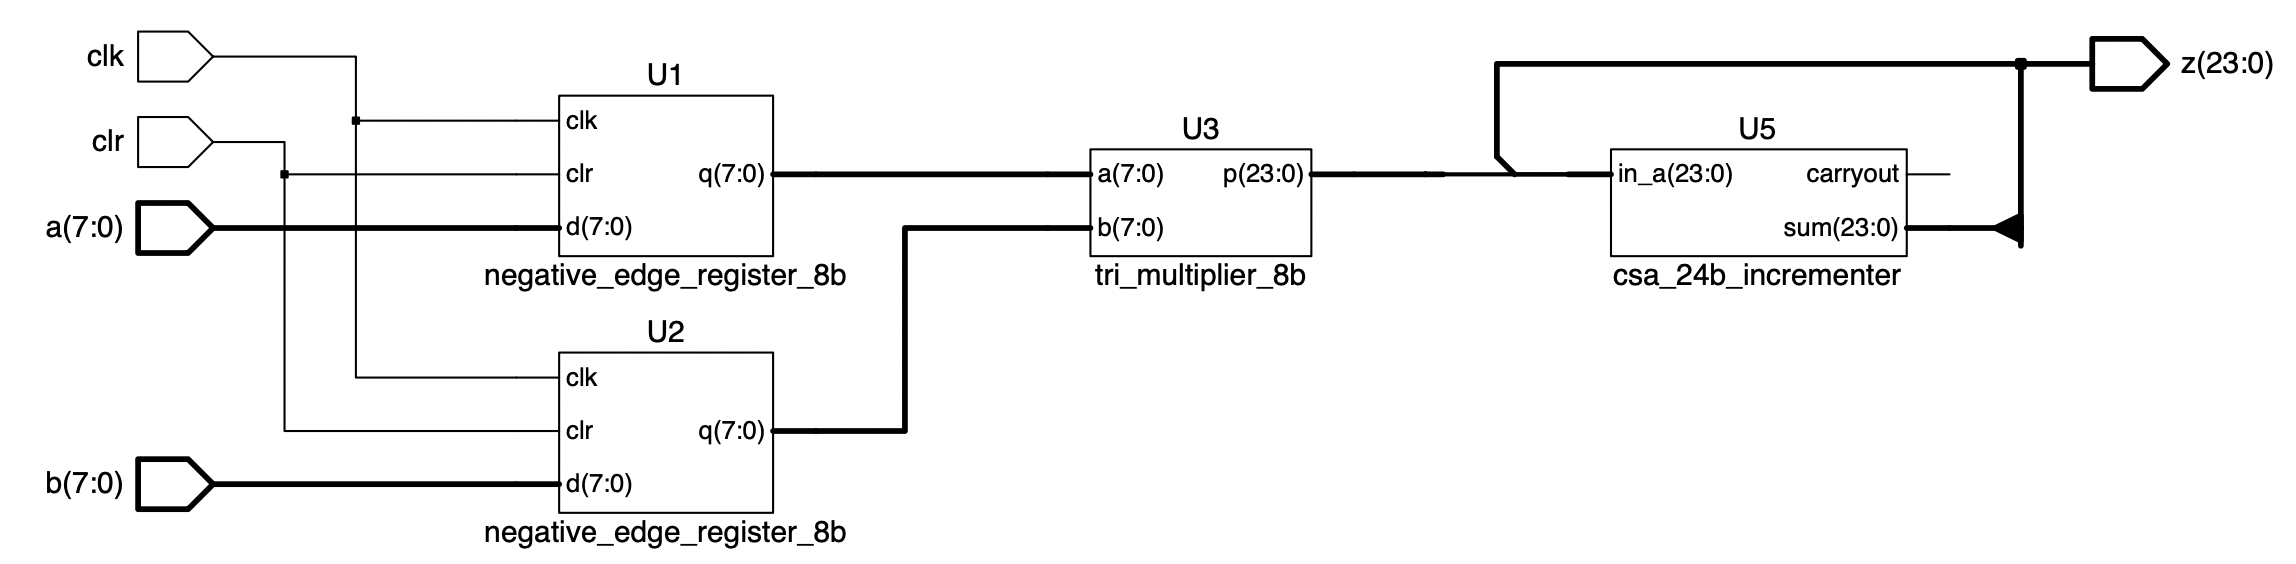 clk
clr
a(7:0)
b(7:0)
U1
clk
clr
q(7:0)
d(7:0)
negative_edge_register_8b
U2
clk
clr
q(7:0)
d(7:0)
negative_edge_register_8b
U3
a(7:0) p(23:0)
b(7:0)
tri_multiplier_8b
U5
in_a(23:0) carryout
sum(23:0)
csa_24b_incrementer
z(23:0)